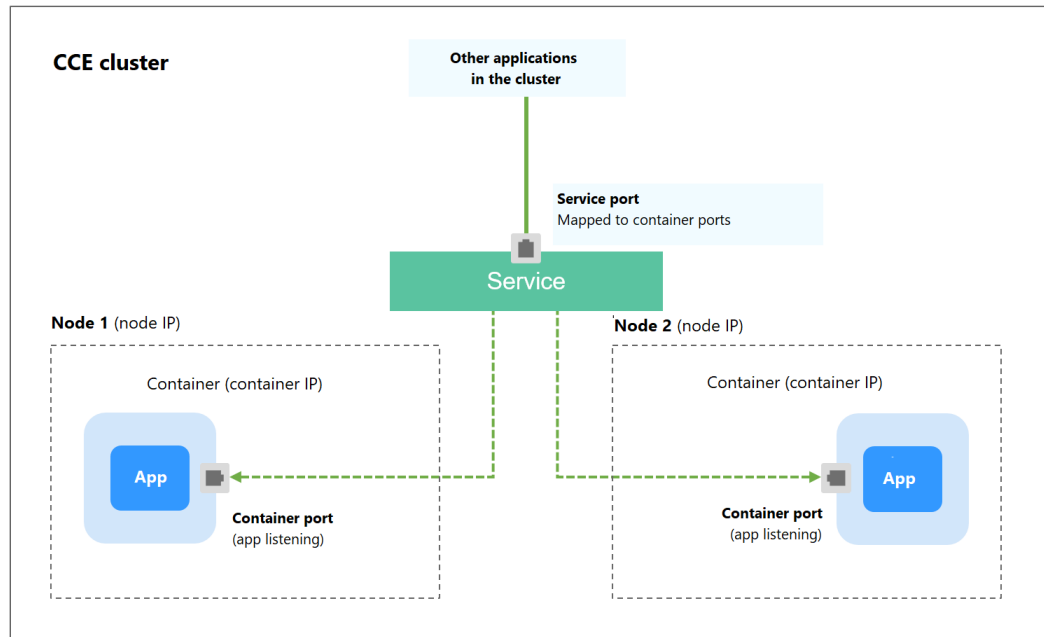 CCE cluster
Other applications
in the cluster
Service port
Mapped to container ports
Service
Node 1 (node IP)
Node 2 (node IP)
Container (container IP)
Container (container IP)
App
App
Container port
(app listening)
Container port
(app listening)